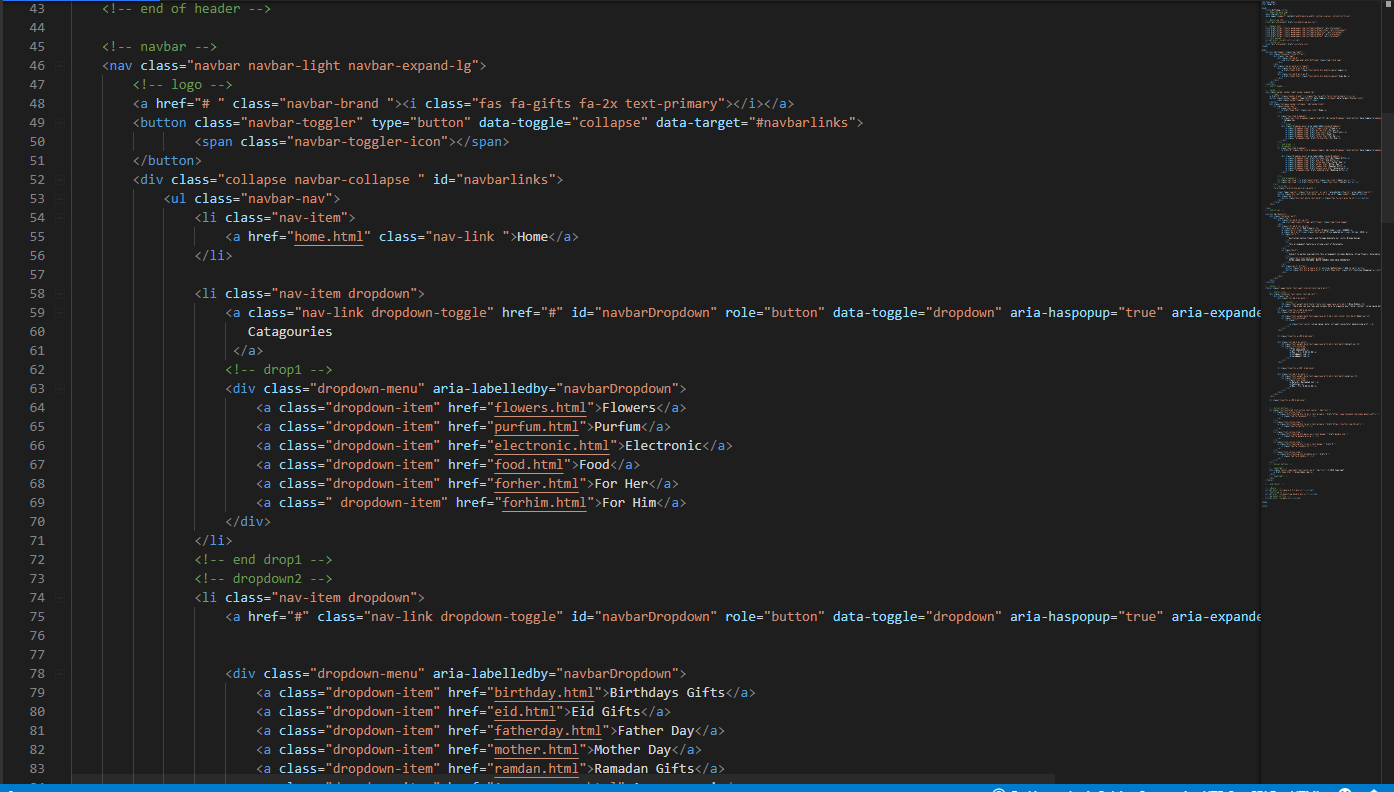 43 <!-- end of header -->
44
45 <!-- navbar -->
46 <nav class="navbar navbar-light navbar-expand-lg">
47 <!-- logo -->
48 <a href="# " class="navbar-brand "><i class="fas fa-gifts fa-2x text-primary"></i></a>
49 <button class="navbar-toggler" type="button" data-toggle="collapse" data-target="#navbarlinks">
50 <span class="navbar-toggler-icon"></span>
51 </button>
52 <div class="collapse navbar-collapse " id="navbarlinks">
53 <ul class="navbar-nav">
54 <li class="nav-item">
55 <a href="home.html" class="nav-link ">Home</a>
56 </li>
57
58 <li class="nav-item dropdown">
59 <a class="nav-link dropdown-toggle" href="#" id="navbarDropdown" role="button" data-toggle="dropdown" aria-haspopup="true" aria-expande
60 Catagouries
61 </a>
62 <!-- drop1 -->
63 <div class="dropdown-menu" aria-labelledby="navbarDropdown">
64 <a class="dropdown-item" href="flowers.html">Flowers</a>
65 <a class="dropdown-item" href="purfum.html">Purfum</a>
66 <a class="dropdown-item" href="electronic.html">Electronic</a>
67 <a class="dropdown-item" href="food.html">Food</a>
68 <a class="dropdown-item" href="forher.html">For Her</a>
69 <a class=" dropdown-item" href="forhim.html">For Him</a>
70 </div>
71 </li>
72 <!-- end drop1 -->
73 <!-- dropdown2 -->
74 <li class="nav-item dropdown">
75 <a href="#" class="nav-link dropdown-toggle" id="navbarDropdown" role="button" data-toggle="dropdown" aria-haspopup="true" aria-expande
76
77
78 <div class="dropdown-menu" aria-labelledby="navbarDropdown">
79 <a class="dropdown-item" href="birthday.html">Birthdays Gifts</a>
80 <a class="dropdown-item" href="eid.html">Eid Gifts</a>
81 <a class="dropdown-item" href="fatherday.html">Father Day</a>
82 <a class="dropdown-item" href="mother.html">Mother Day</a>
83 <a class="dropdown-item" href="ramdan.html">Ramadan Gifts</a>